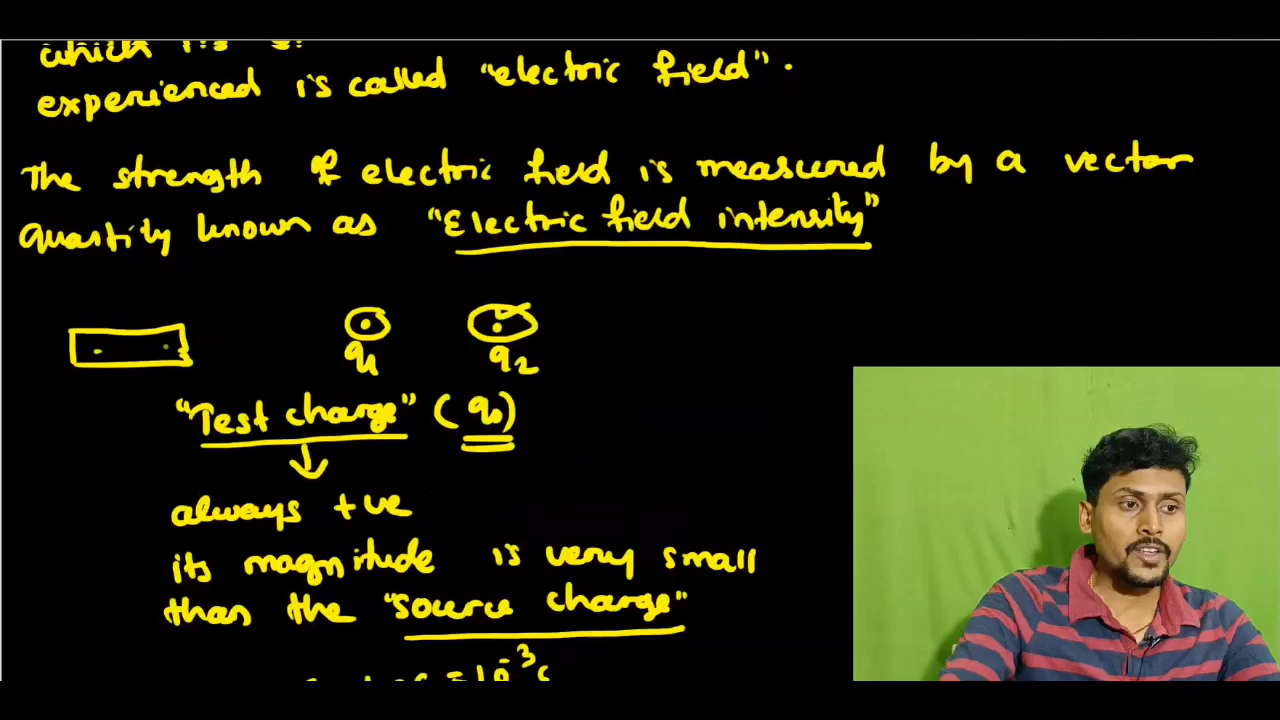 which
experienced is called "electric field".
The strength of electric field is measured by a vector
quantity known as "Electric field intensity"
q1 q2
"Test charge" (q0)
always +ve
its magnitude is very small
than the "source charge"